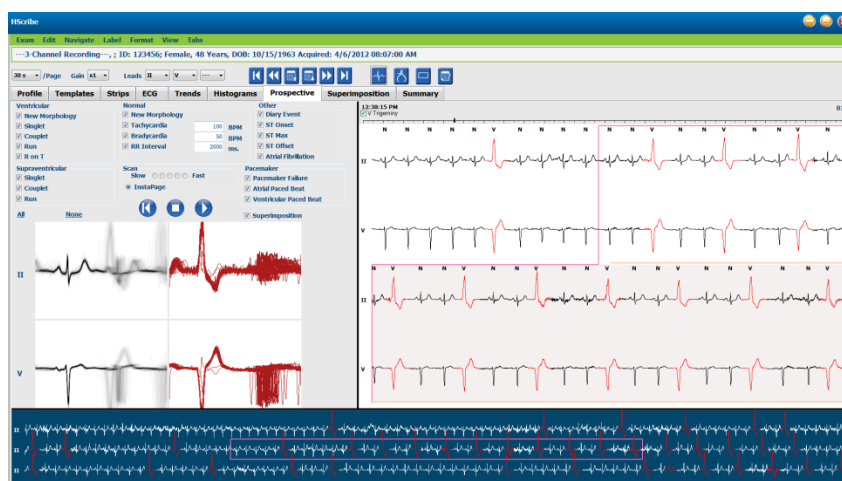 HScribe
Exam Edit Navigate Label Format View Tabs
---3-Channel Recording---, ; ID: 123456; Female, 48 Years, DOB: 10/15/1963 Acquired: 4/6/2012 08:07:00 AM
30 s /Page Gain x1 Leads II V ---
Profile Templates Strips ECG Trends Histograms Prospective Superimposition Summary
Ventricular
New Morphology
Singlet
Couplet
Run
R on T
Normal
New Morphology
Tachycardia 100 BPM
Bradycardia 50 BPM
RR Interval 2000 ms.
Other
Diary Event
ST Onset
ST Max
ST Offset
Atrial Fibrillation
Supraventricular
Singlet
Couplet
Run
Scan
Slow Fast
InstaPage
Pacemaker
Pacemaker Failure
Atrial Paced Beat
Ventricular Paced Beat
All None
Superimposition
II
V
12:38:15 PM
V Trigeminy
N N N N N V N N N N N N V N N V N N V N
II
V
N V N N V N N V N N V N N V N N V N N V
II
V
II
II
II